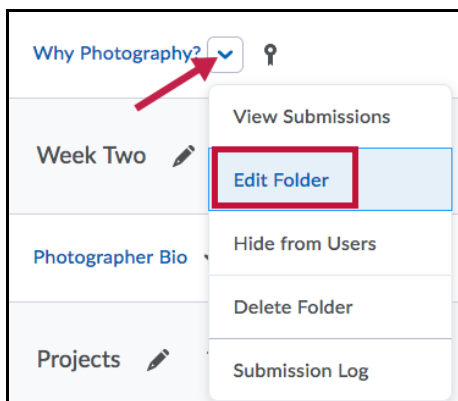 Why Photography?
View Submissions
Week Two
Edit Folder
Hide from Users
Photographer Bio
Delete Folder
Projects
Submission Log